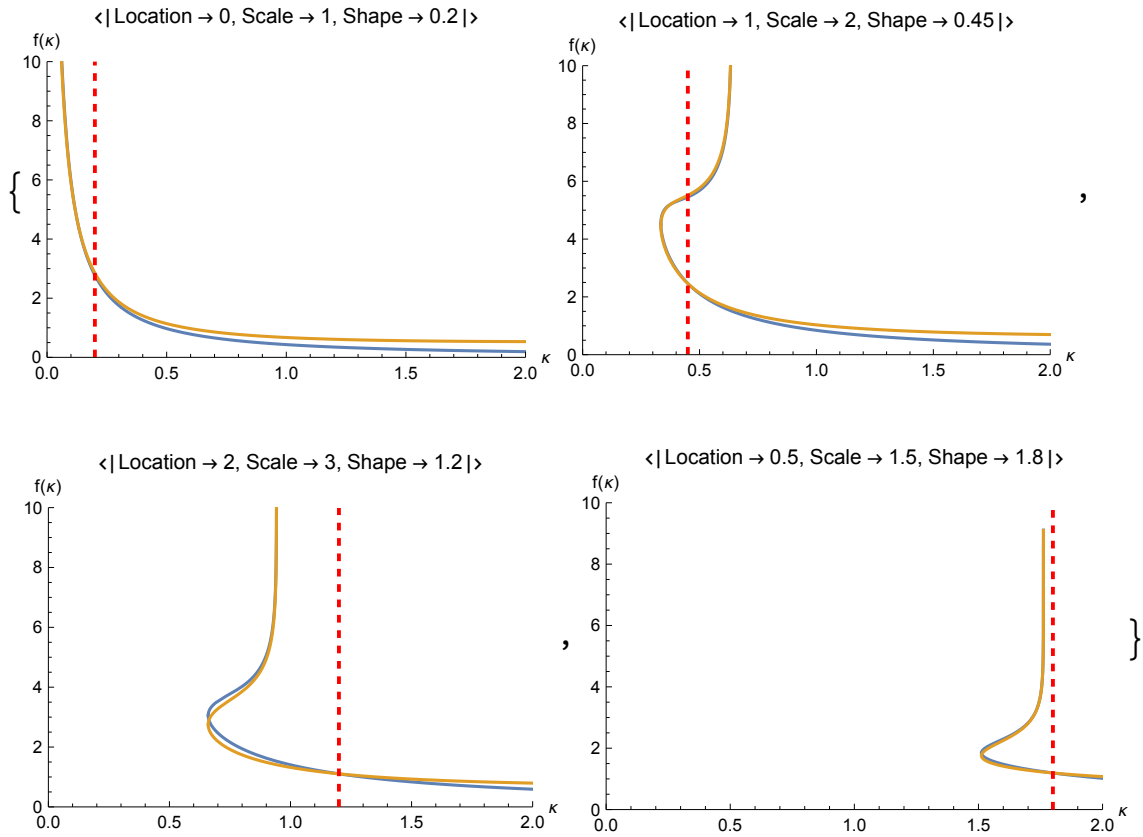 <|Location → 0, Scale → 1, Shape → 0.2|>
f(κ)
10
8
6
4
2
0
0.0 0.5 1.0 1.5 2.0 κ
{
<|Location → 1, Scale → 2, Shape → 0.45|>
f(κ)
10
8
6
4
2
0
0.0 0.5 1.0 1.5 2.0 κ
,
<|Location → 2, Scale → 3, Shape → 1.2|>
f(κ)
10
8
6
4
2
0
0.0 0.5 1.0 1.5 2.0 κ
,
<|Location → 0.5, Scale → 1.5, Shape → 1.8|>
f(κ)
10
8
6
4
2
0
0.0 0.5 1.0 1.5 2.0 κ
}